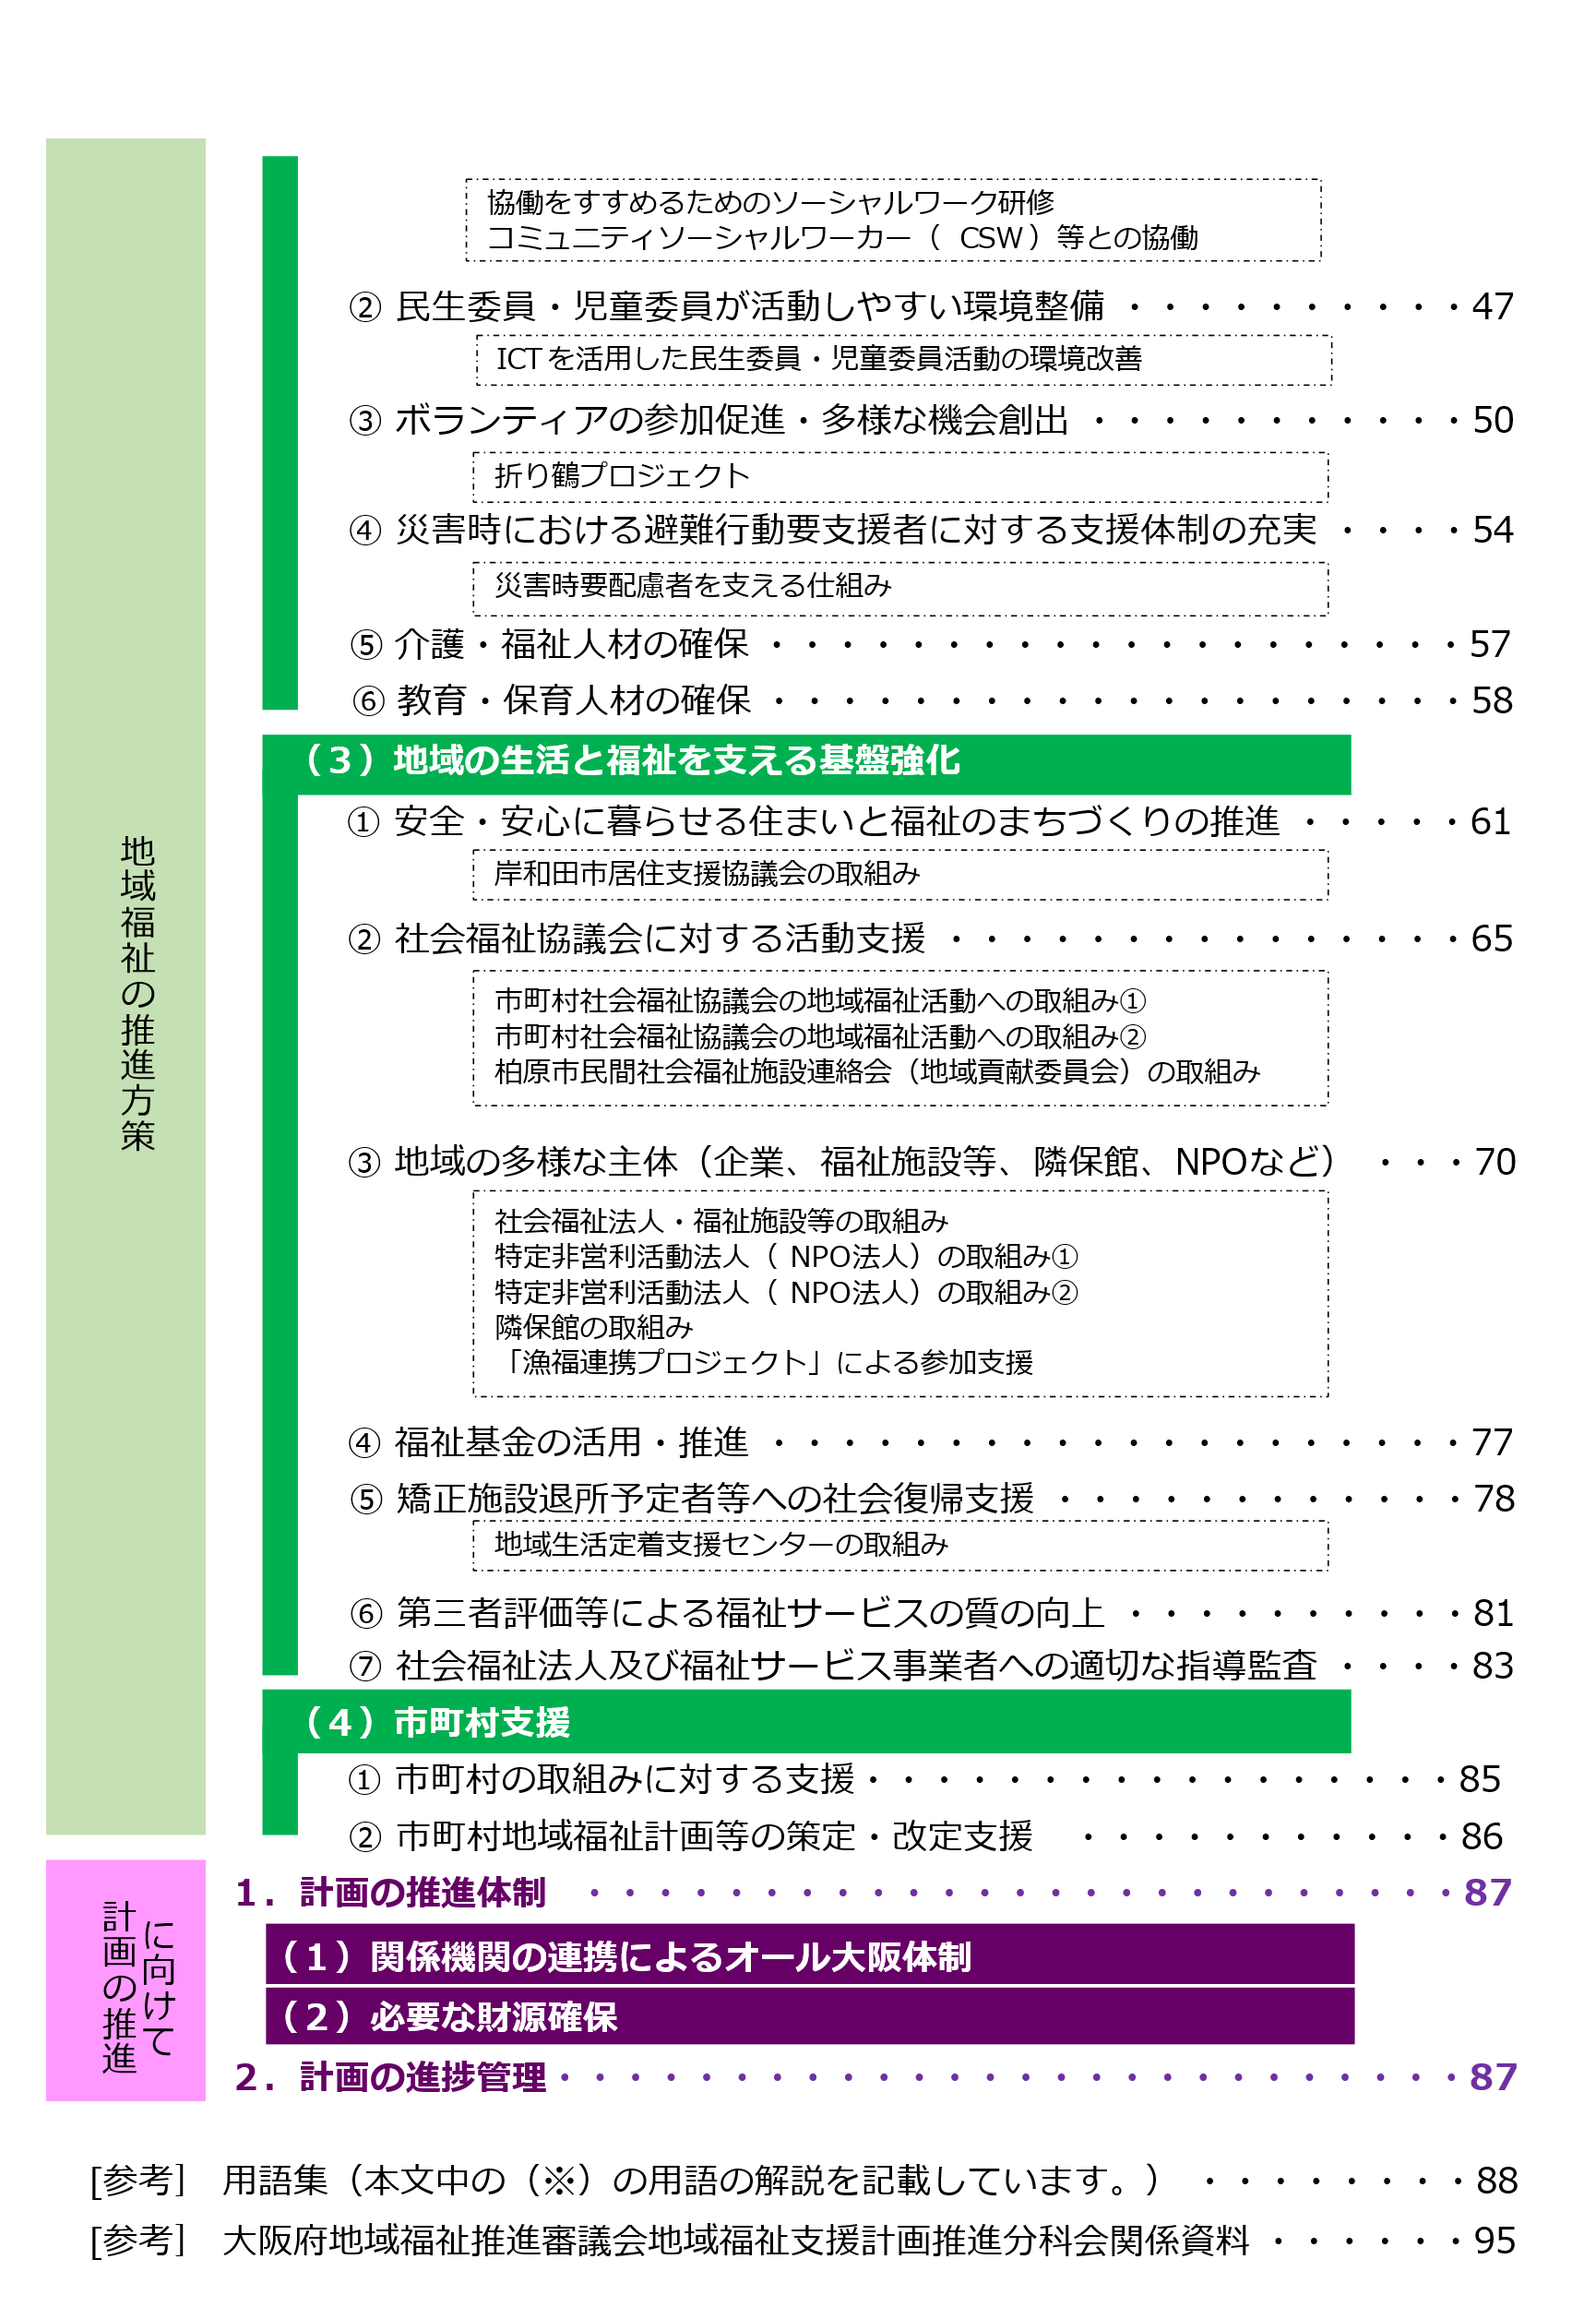 地域福祉の推進方策
協働をすすめるためのソーシャルワーク研修
コミュニティソーシャルワーカー（ CSW）等との協働
② 民生委員・児童委員が活動しやすい環境整備 ・・・・・・・・・・47
ICTを活用した民生委員・児童委員活動の環境改善
③ ボランティアの参加促進・多様な機会創出 ・・・・・・・・・・・50
折り鶴プロジェクト
④ 災害時における避難行動要支援者に対する支援体制の充実 ・・・・54
災害時要配慮者を支える仕組み
⑤ 介護・福祉人材の確保 ・・・・・・・・・・・・・・・・・・・・57
⑥ 教育・保育人材の確保 ・・・・・・・・・・・・・・・・・・・・58
（3）地域の生活と福祉を支える基盤強化
① 安全・安心に暮らせる住まいと福祉のまちづくりの推進 ・・・・・61
岸和田市居住支援協議会の取組み
② 社会福祉協議会に対する活動支援 ・・・・・・・・・・・・・・・65
市町村社会福祉協議会の地域福祉活動への取組み①
市町村社会福祉協議会の地域福祉活動への取組み②
柏原市民間社会福祉施設連絡会（地域貢献委員会）の取組み
③ 地域の多様な主体（企業、福祉施設等、隣保館、NPOなど） ・・・70
社会福祉法人・福祉施設等の取組み
特定非営利活動法人（ NPO法人）の取組み①
特定非営利活動法人（ NPO法人）の取組み②
隣保館の取組み
「漁福連携プロジェクト」による参加支援
④ 福祉基金の活用・推進 ・・・・・・・・・・・・・・・・・・・・77
⑤ 矯正施設退所予定者等への社会復帰支援 ・・・・・・・・・・・・78
地域生活定着支援センターの取組み
⑥ 第三者評価等による福祉サービスの質の向上 ・・・・・・・・・・81
⑦ 社会福祉法人及び福祉サービス事業者への適切な指導監査 ・・・・83
（4）市町村支援
① 市町村の取組みに対する支援・・・・・・・・・・・・・・・・・85
② 市町村地域福祉計画等の策定・改定支援 ・・・・・・・・・・・86
計画の推進
に向けて
1．計画の推進体制 ・・・・・・・・・・・・・・・・・・・・・・・・・87
（1）関係機関の連携によるオール大阪体制
（2）必要な財源確保
2．計画の進捗管理・・・・・・・・・・・・・・・・・・・・・・・・・・87
[参考] 用語集（本文中の（※）の用語の解説を記載しています。） ・・・・・・・・88
[参考] 大阪府地域福祉推進審議会地域福祉支援計画推進分科会関係資料 ・・・・・・95